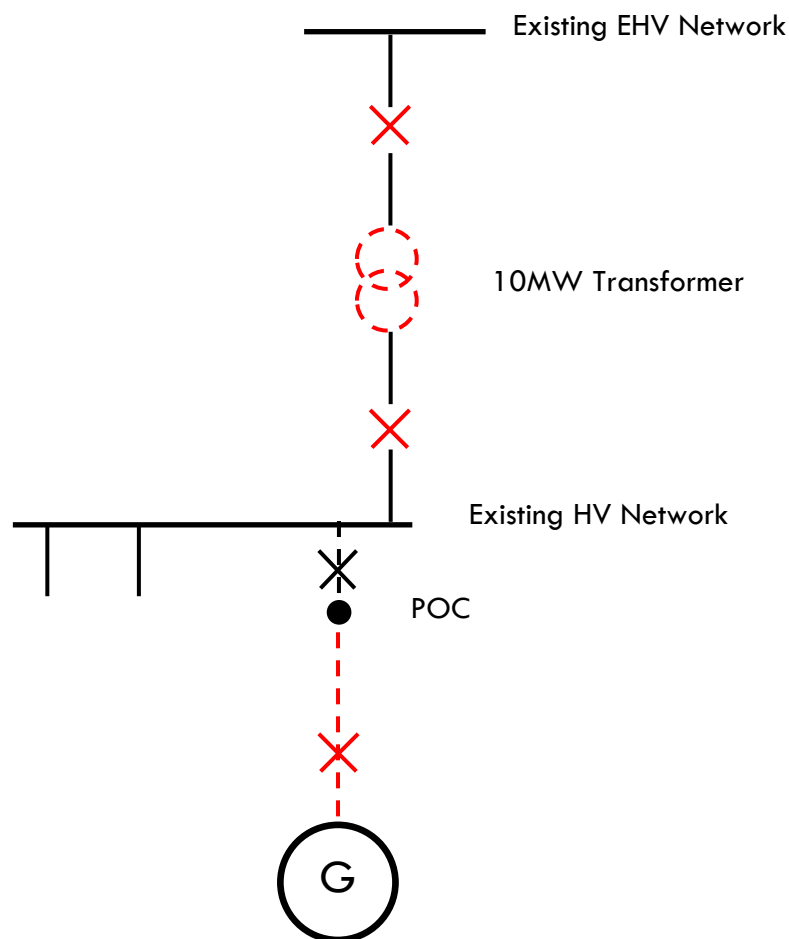 Existing EHV Network
10MW Transformer
Existing HV Network
POC
G